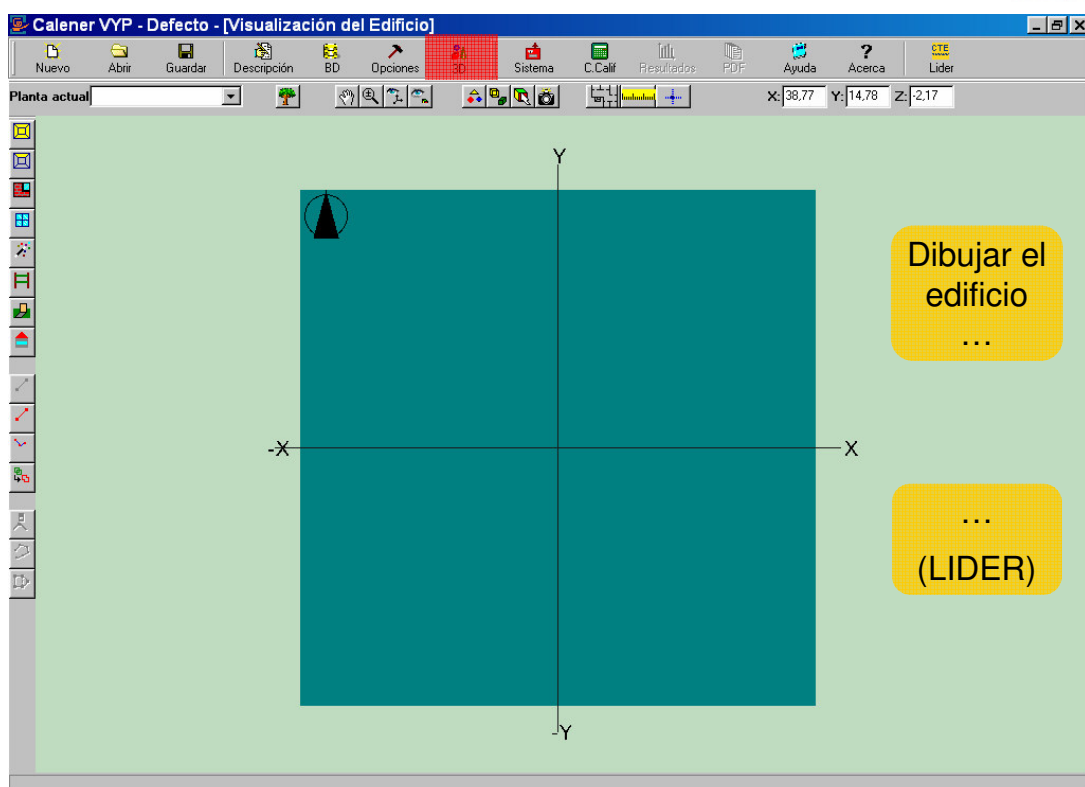 Calener VYP - Defecto - [Visualización del Edificio]
Nuevo Abrir Guardar Descripción BD Opciones 3D Sistema C.Calif Resultados PDF Ayuda Acerca CTE Lider
Planta actual X: 38,77 Y: 14,78 Z: -2,17
Y
Dibujar el
edificio
...
-X X
...
(LIDER)
-Y